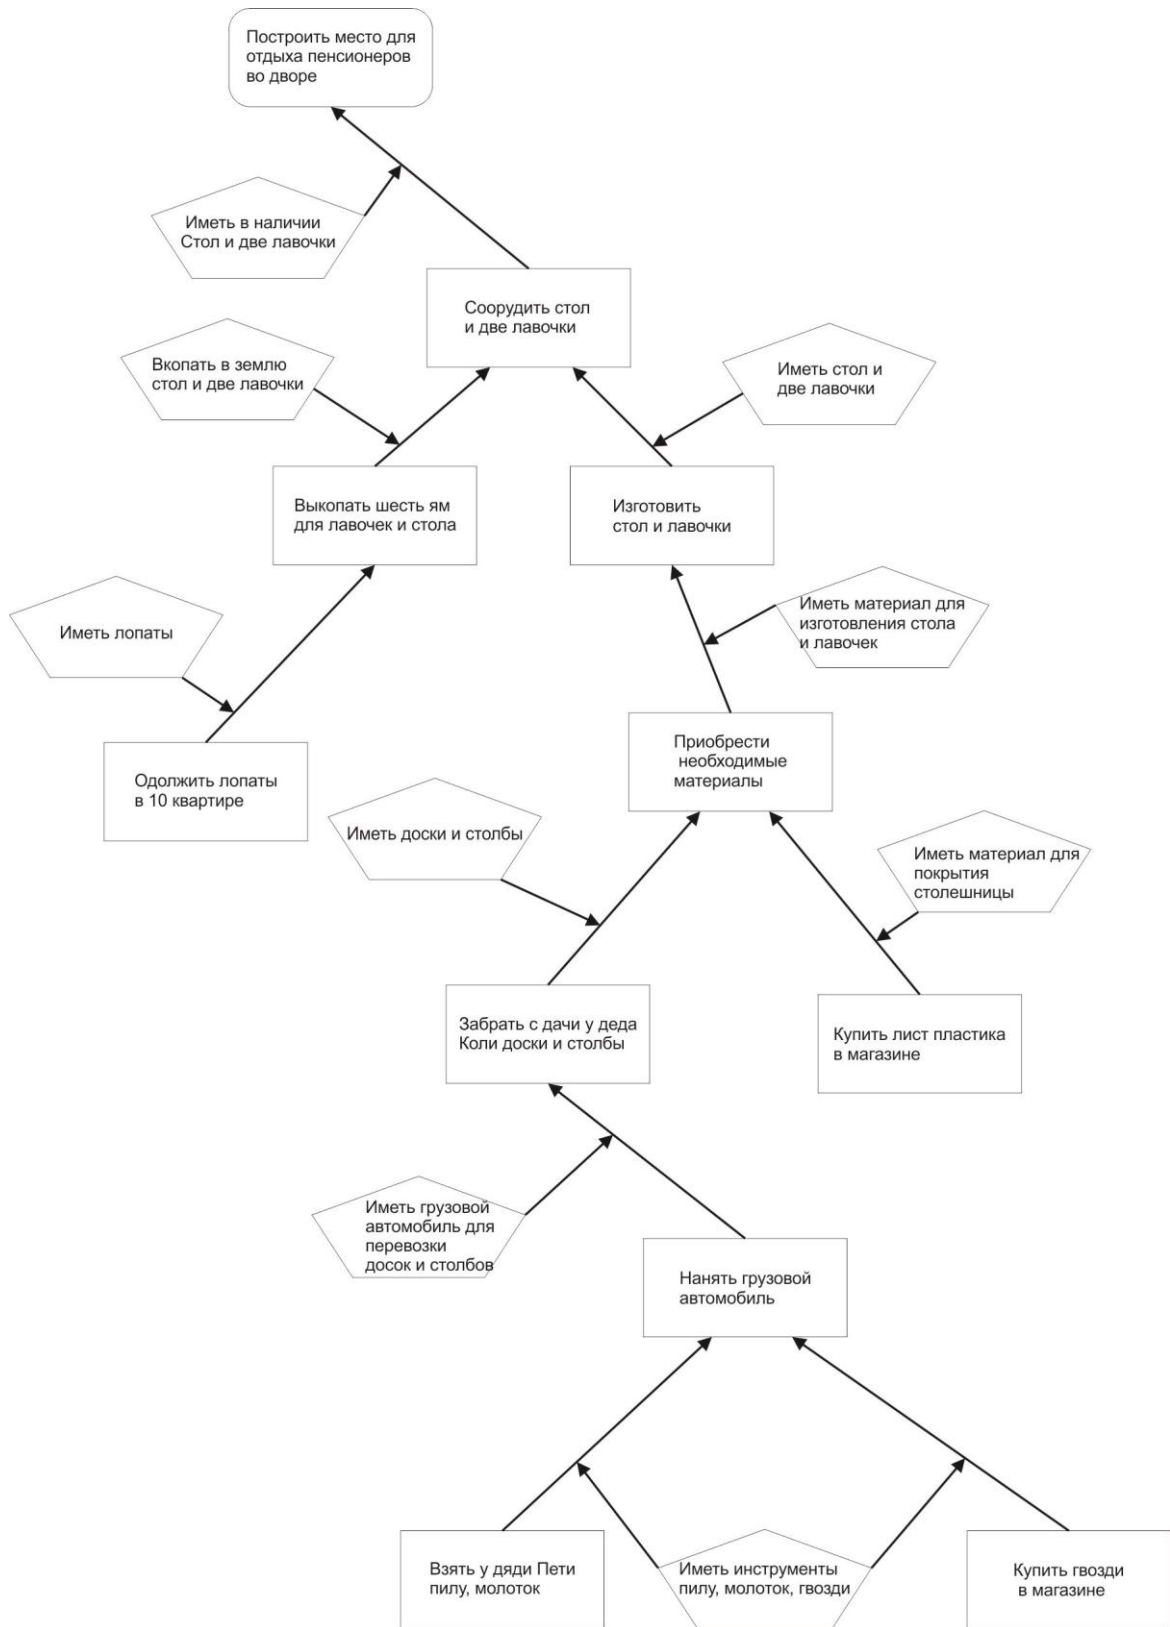 Построить место для
отдыха пенсионеров
во дворе
Иметь в наличии
Стол и две лавочки
Соорудить стол
и две лавочки
Вкопать в землю
стол и две лавочки
Иметь стол и
две лавочки
Выкопать шесть ям
для лавочек и стола
Изготовить
стол и лавочки
Иметь лопаты
Иметь материал для
изготовления стола
и лавочек
Одолжить лопаты
в 10 квартире
Приобрести
необходимые
материалы
Иметь доски и столбы
Иметь материал для
покрытия
столешницы
Забрать с дачи у деда
Коли доски и столбы
Купить лист пластика
в магазине
Иметь грузовой
автомобиль для
перевозки
досок и столбов
Нанять грузовой
автомобиль
Взять у дяди Пети
пилу, молоток
Иметь инструменты
пилу, молоток, гвозди
Купить гвозди
в магазине